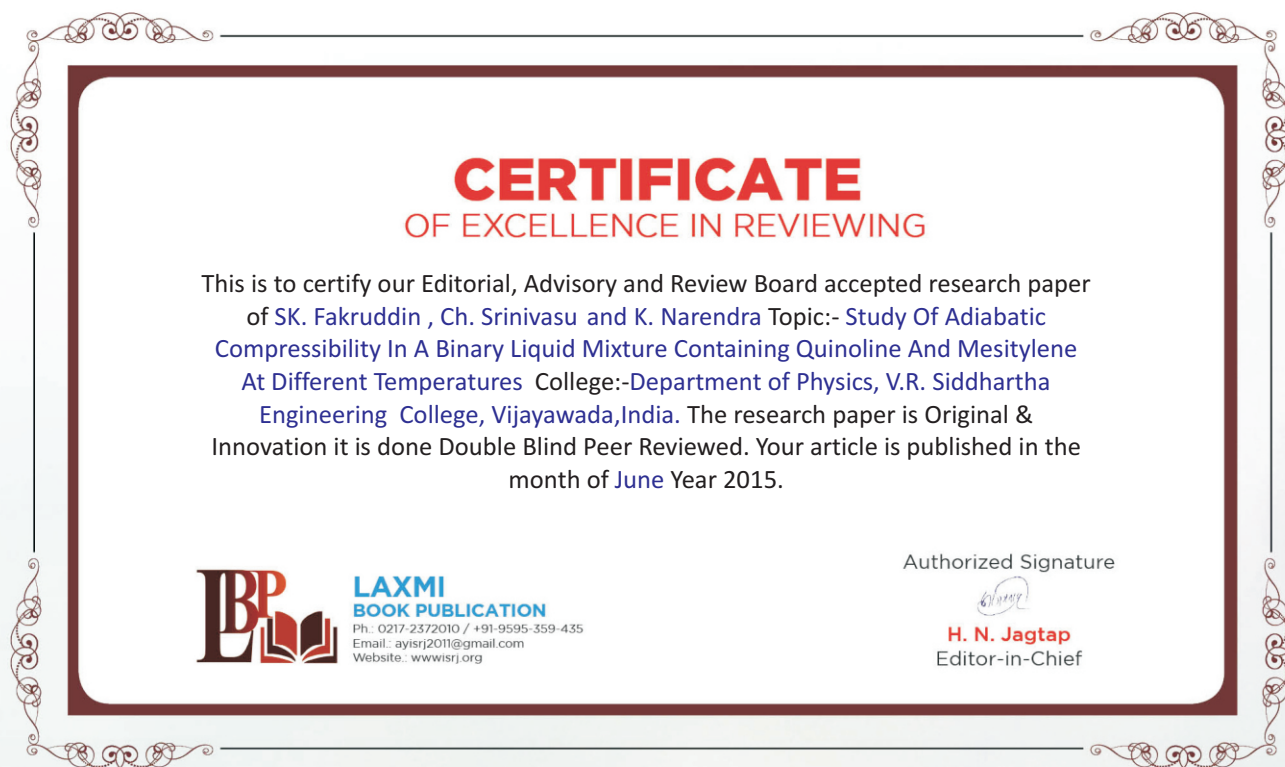 CERTIFICATE
OF EXCELLENCE IN REVIEWING
This is to certify our Editorial, Advisory and Review Board accepted research paper
of SK. Fakruddin , Ch. Srinivasu and K. Narendra Topic:- Study Of Adiabatic
Compressibility In A Binary Liquid Mixture Containing Quinoline And Mesitylene
At Different Temperatures College:-Department of Physics, V.R. Siddhartha
Engineering College, Vijayawada,India. The research paper is Original &
Innovation it is done Double Blind Peer Reviewed. Your article is published in the
month of June Year 2015.
LBP
LAXMI
BOOK PUBLICATION
Ph.: 0217-2372010 / +91-9595-359-435
Email.: ayisrj2011@gmail.com
Website.: wwwisrj.org
Authorized Signature
H. N. Jagtap
Editor-in-Chief